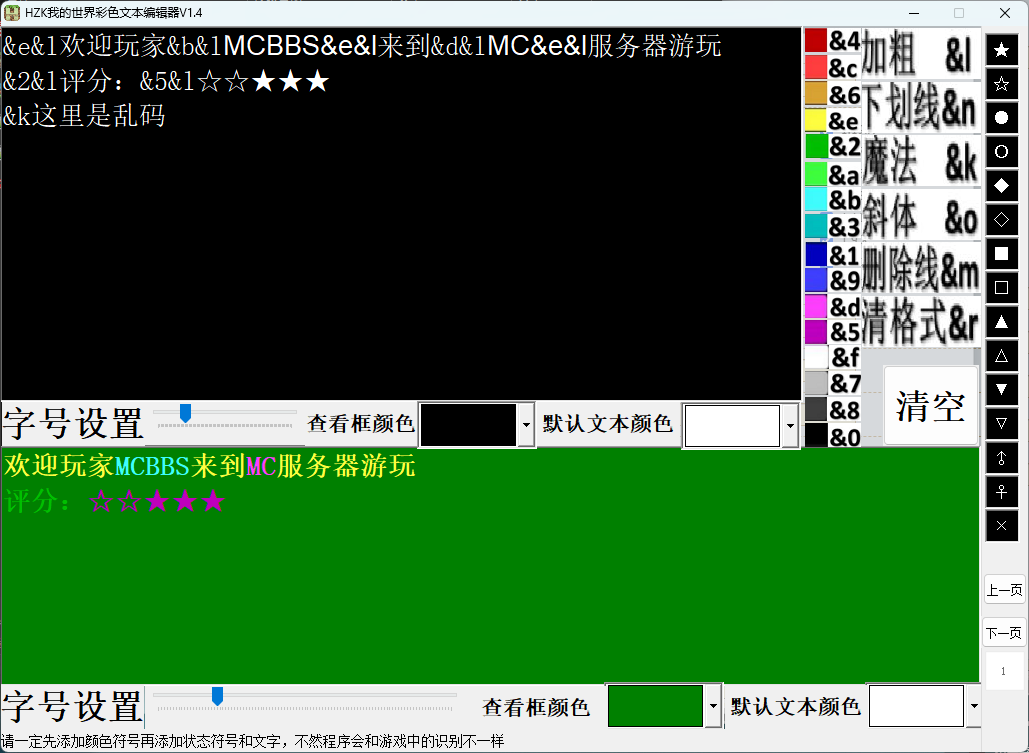 HZK我的世界彩色文本编辑器V1.4
&e&l欢迎玩家&b&lMCBBS&e&l来到&d&lMC&e&l服务器游玩
&2&l评分：&5&l☆☆★★★
&k这里是乱码
&4
&c
&6
&e
&2
&a
&b
&3
&1
&9
&d
&5
&f
&7
&8
&0
加粗 &l
下划线&n
魔法 &k
斜体 &o
删除线&m
清格式&r
清空
★
☆
●
○
◆
◇
■
□
▲
△
▼
▽
字号设置 查看框颜色 默认文本颜色
欢迎玩家MCBBS来到MC服务器游玩
评分：☆☆★★★
上一页
下一页
1
字号设置 查看框颜色 默认文本颜色
请一定先添加颜色符号再添加状态符号和文字，不然程序会和游戏中的识别不一样